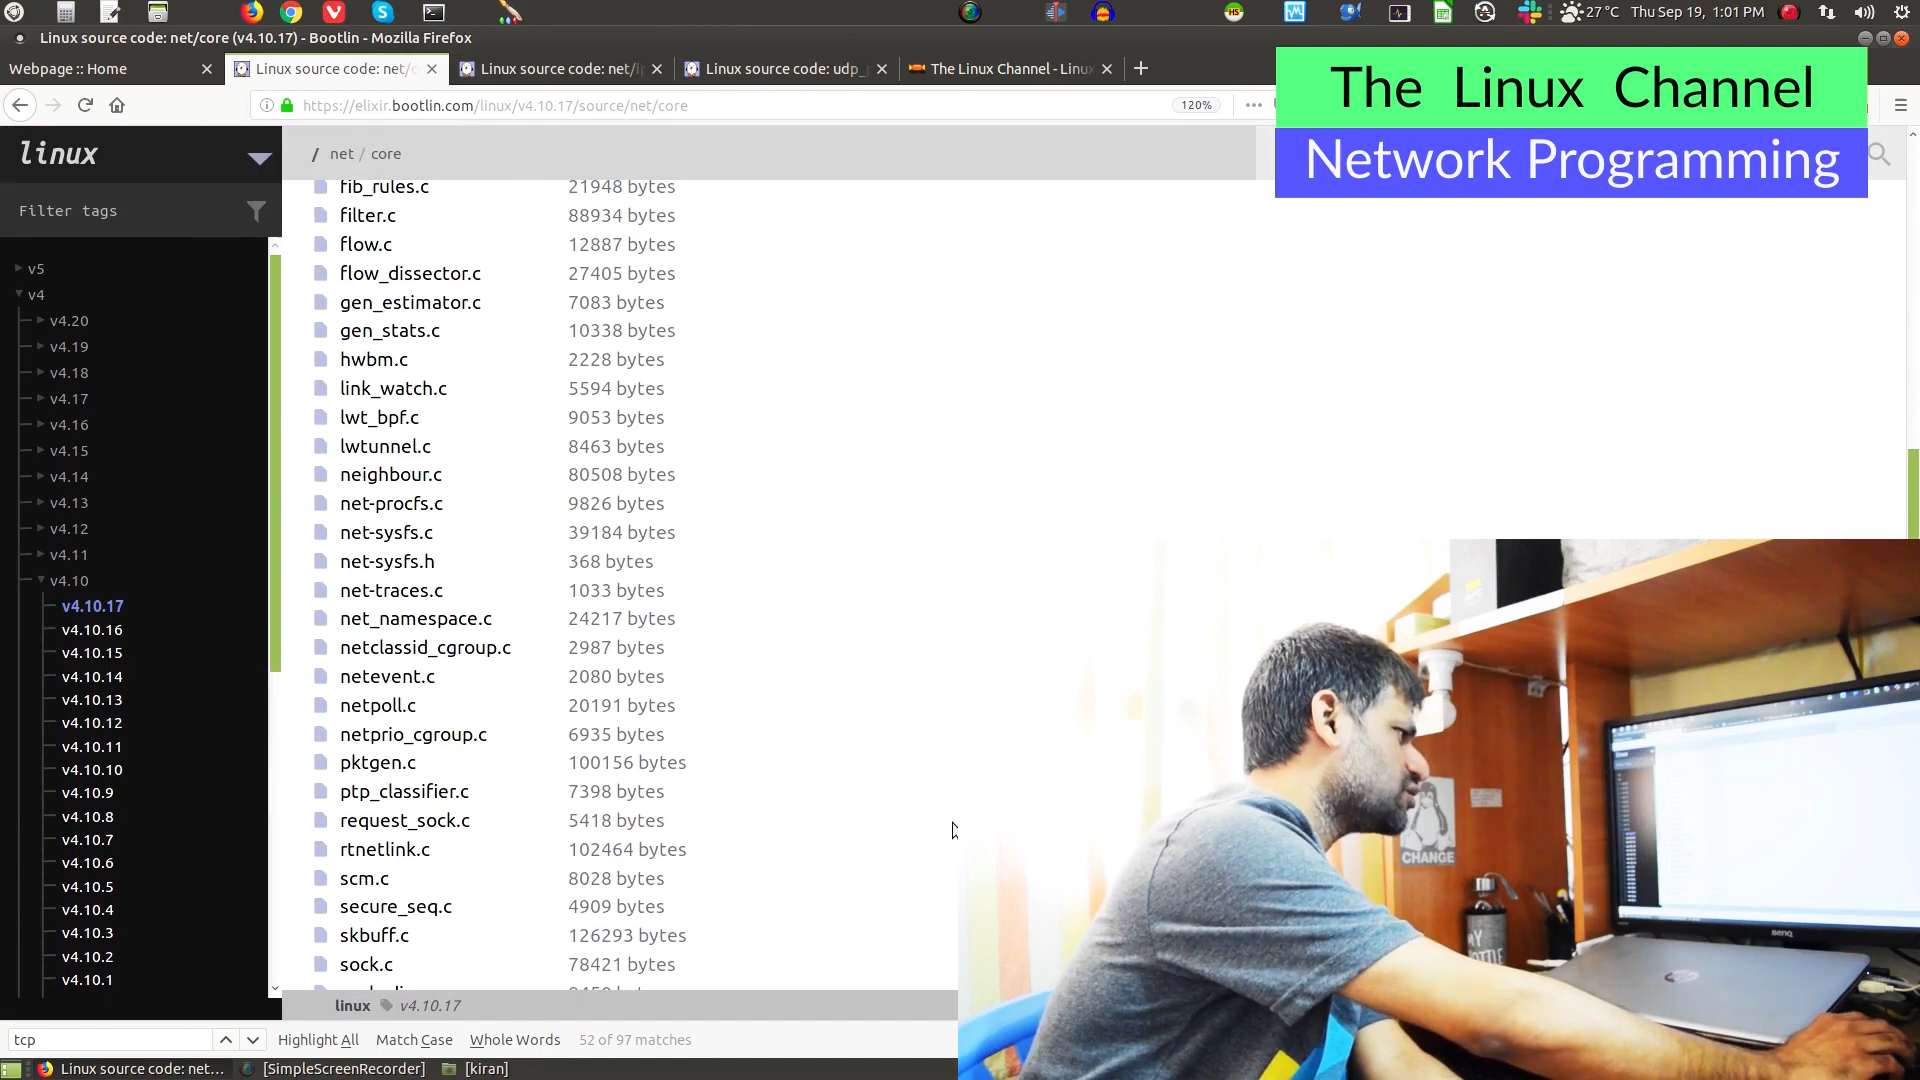 27°C Thu Sep 19, 1:01 PM
Linux source code: net/core (v4.10.17) - Bootlin - Mozilla Firefox
Webpage :: Home
Linux source code: net/c
Linux source code: net/i
Linux source code: udp_
The Linux Channel - Linux
https://elixir.bootlin.com/linux/v4.10.17/source/net/core
120%
The Linux Channel
Network Programming
linux
/ net / core
Filter tags
v5
v4
v4.20
v4.19
v4.18
v4.17
v4.16
v4.15
v4.14
v4.13
v4.12
v4.11
v4.10
v4.10.17
v4.10.16
v4.10.15
v4.10.14
v4.10.13
v4.10.12
v4.10.11
v4.10.10
v4.10.9
v4.10.8
v4.10.7
v4.10.6
v4.10.5
v4.10.4
v4.10.3
v4.10.2
v4.10.1
fib_rules.c 21948 bytes
filter.c 88934 bytes
flow.c 12887 bytes
flow_dissector.c 27405 bytes
gen_estimator.c 7083 bytes
gen_stats.c 10338 bytes
hwbm.c 2228 bytes
link_watch.c 5594 bytes
lwt_bpf.c 9053 bytes
lwtunnel.c 8463 bytes
neighbour.c 80508 bytes
net-procfs.c 9826 bytes
net-sysfs.c 39184 bytes
net-sysfs.h 368 bytes
net-traces.c 1033 bytes
net_namespace.c 24217 bytes
netclassid_cgroup.c 2987 bytes
netevent.c 2080 bytes
netpoll.c 20191 bytes
netprio_cgroup.c 6935 bytes
pktgen.c 100156 bytes
ptp_classifier.c 7398 bytes
request_sock.c 5418 bytes
rtnetlink.c 102464 bytes
scm.c 8028 bytes
secure_seq.c 4909 bytes
skbuff.c 126293 bytes
sock.c 78421 bytes
linux v4.10.17
CHANGE
MY
BOTTLE
BenQ
hp
tcp
Highlight All Match Case Whole Words 52 of 97 matches
Linux source code: net...
[SimpleScreenRecorder]
[kiran]